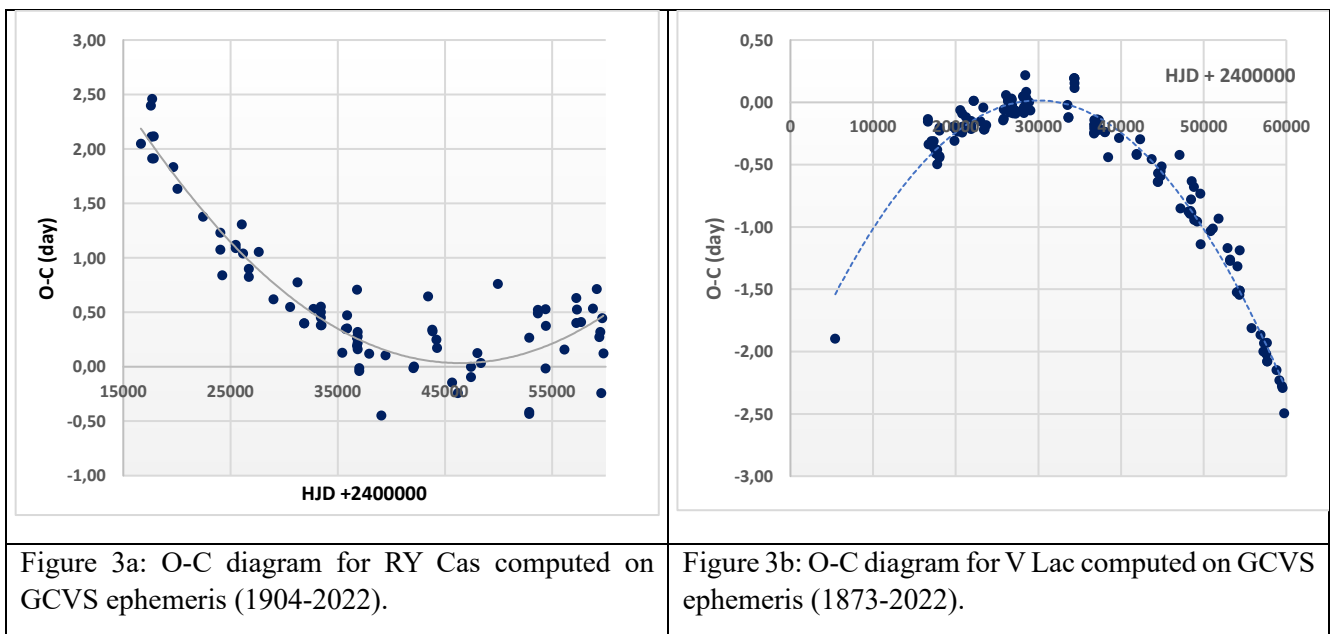 3,00
2,50
2,00
1,50
1,00
0,50
0,00
-0,50
-1,00
15000 25000 35000 45000 55000
O-C (day)
HJD +2400000
Figure 3a: O-C diagram for RY Cas computed on
GCVS ephemeris (1904-2022).
0,50
0,00
-0,50
-1,00
-1,50
-2,00
-2,50
-3,00
0 10000 20000 30000 40000 50000 60000
O-C (day)
HJD + 2400000
Figure 3b: O-C diagram for V Lac computed on GCVS
ephemeris (1873-2022).